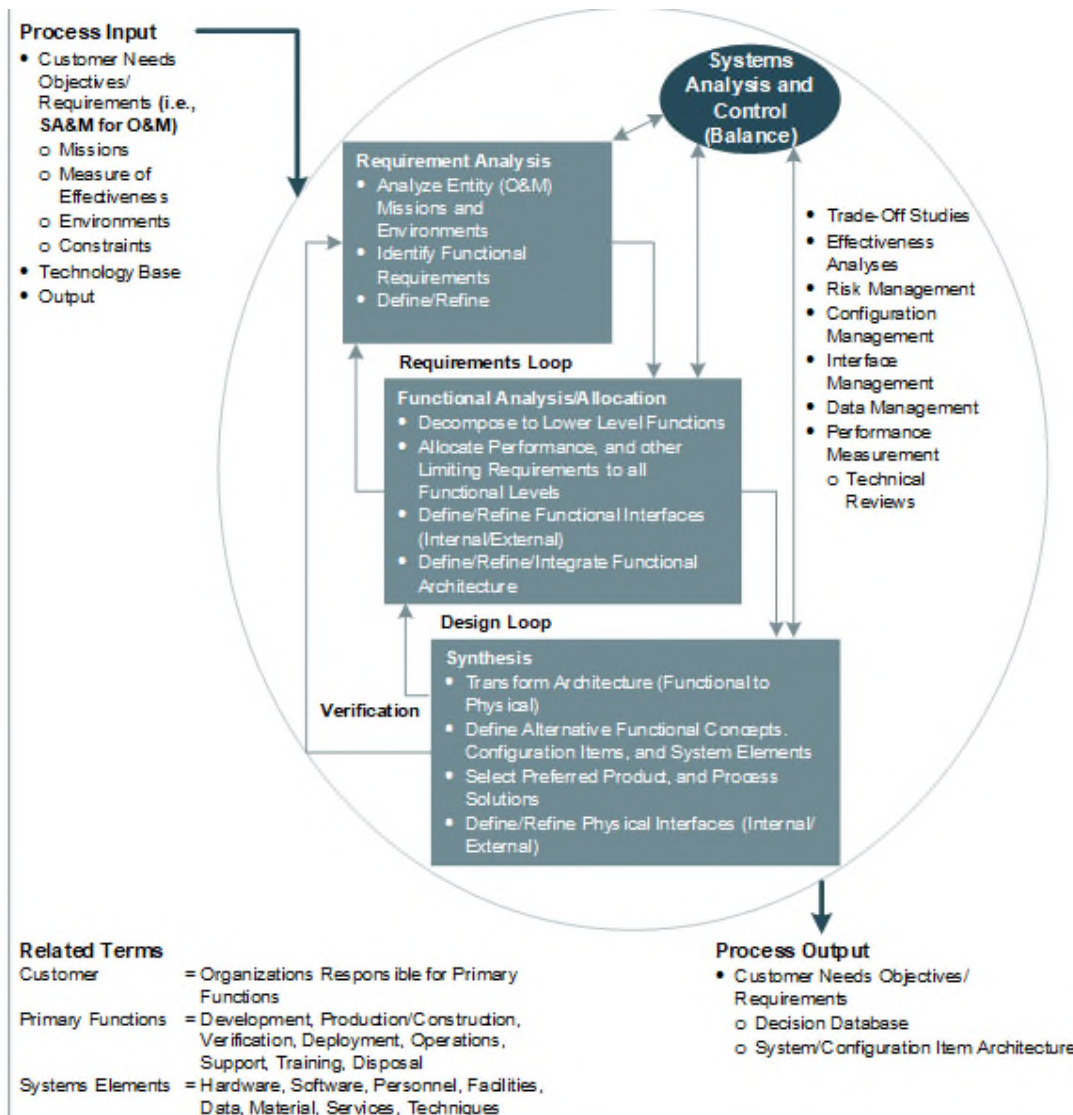 Process Input
• Customer Needs
Objectives/
Requirements (i.e.,
SA&M for O&M)
o Missions
o Measure of
Effectiveness
o Environments
o Constraints
• Technology Base
• Output
Systems
Analysis and
Control
(Balance)
Requirement Analysis
• Analyze Entity (O&M)
Missions and
Environments
• Identify Functional
Requirements
• Define/Refine
• Trade-Off Studies
• Effectiveness
Analyses
• Risk Management
• Configuration
Management
• Interface
Management
• Data Management
• Performance
Measurement
o Technical
Reviews
Requirements Loop
Functional Analysis/Allocation
• Decompose to Lower Level Functions
• Allocate Performance, and other
Limiting Requirements to all
Functional Levels
• Define/Refine Functional Interfaces
(Internal/External)
• Define/Refine/Integrate Functional
Architecture
Design Loop
Verification
Synthesis
• Transform Architecture (Functional to
Physical)
• Define Alternative Functional Concepts.
Configuration Items, and System Elements
• Select Preferred Product, and Process
Solutions
• Define/Refine Physical Interfaces (Internal/
External)
Related Terms
Customer = Organizations Responsible for Primary
Functions
Primary Functions = Development, Production/Construction,
Verification, Deployment, Operations,
Support, Training, Disposal
Systems Elements = Hardware, Software, Personnel, Facilities,
Data, Material, Services, Techniques
Process Output
• Customer Needs Objectives/
Requirements
o Decision Database
o System/Configuration Item Architecture